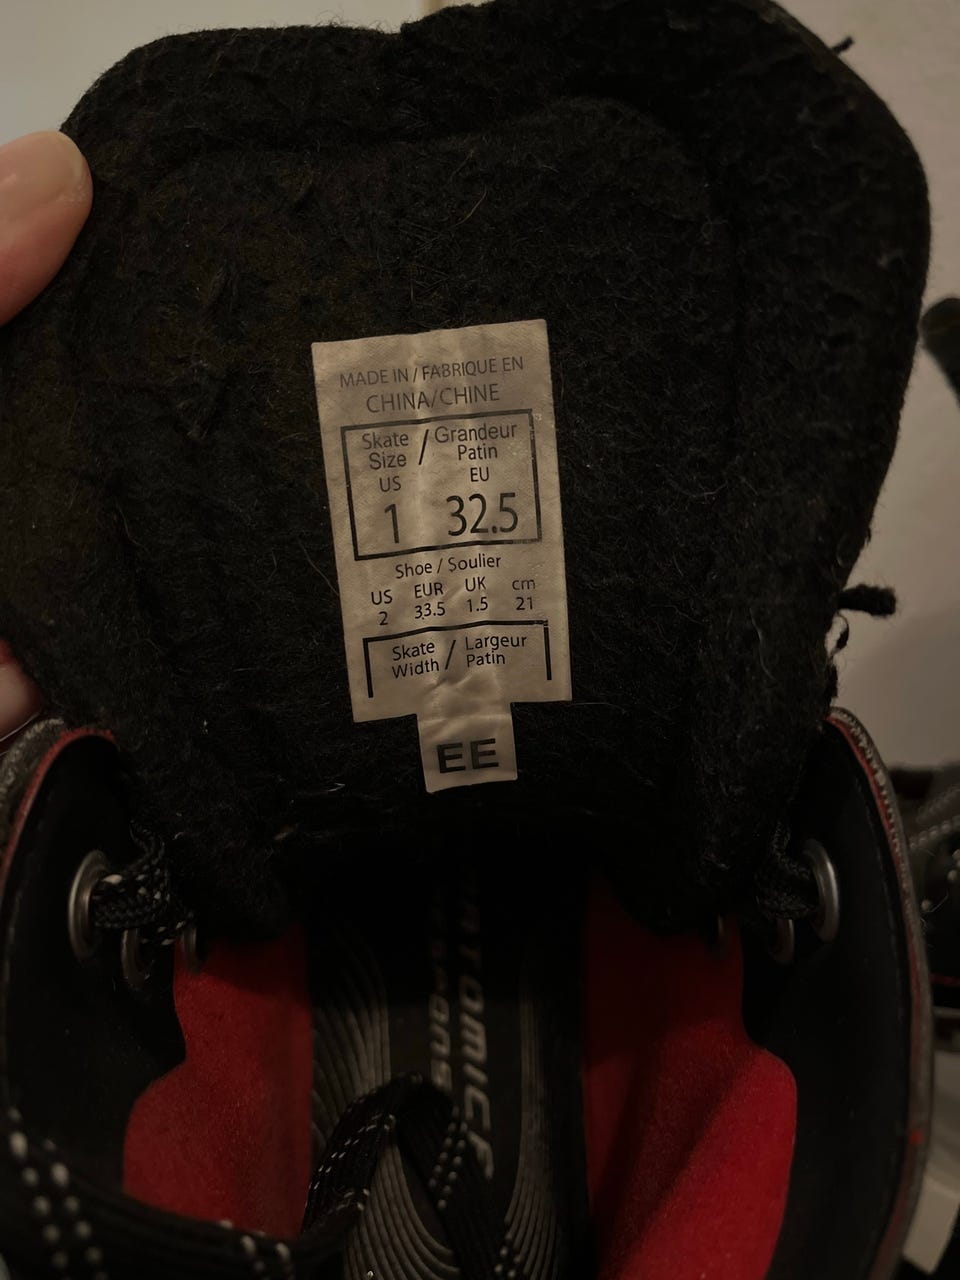 MADE IN / FABRIQUE EN
CHINA/CHINE
Skate Size / Grandeur Patin
US EU
1 32.5
Shoe / Soulier
US EUR UK cm
2 33.5 1.5 21
Skate Width / Largeur Patin
EE